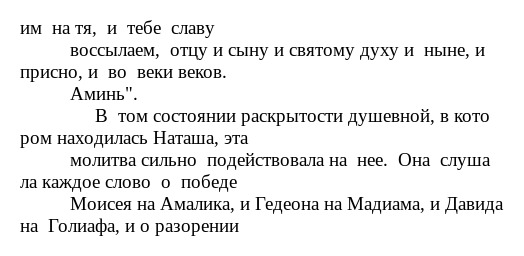 им на тя, и тебе славу
воссылаем, отцу и сыну и святому духу и ныне, и
присно, и во веки веков.
Аминь".
В том состоянии раскрытости душевной, в кото
ром находилась Наташа, эта
молитва сильно подействовала на нее. Она слуша
ла каждое слово о победе
Моисея на Амалика, и Гедеона на Мадиама, и Давида
на Голиафа, и о разорении